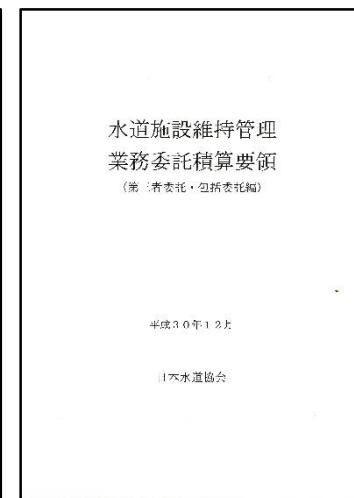 水道施設維持管理
業務委託積算要領
（第三者委託・包括委託編）
平成３０年１２月
日本水道協会